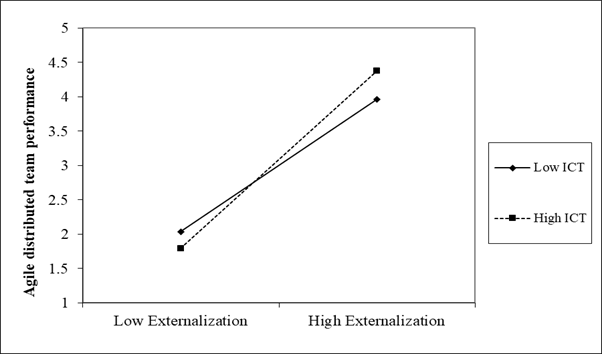 Agile distributed team performance
5
4.5
4
3.5
3
2.5
2
1.5
1
Low Externalization
High Externalization
Low ICT
High ICT